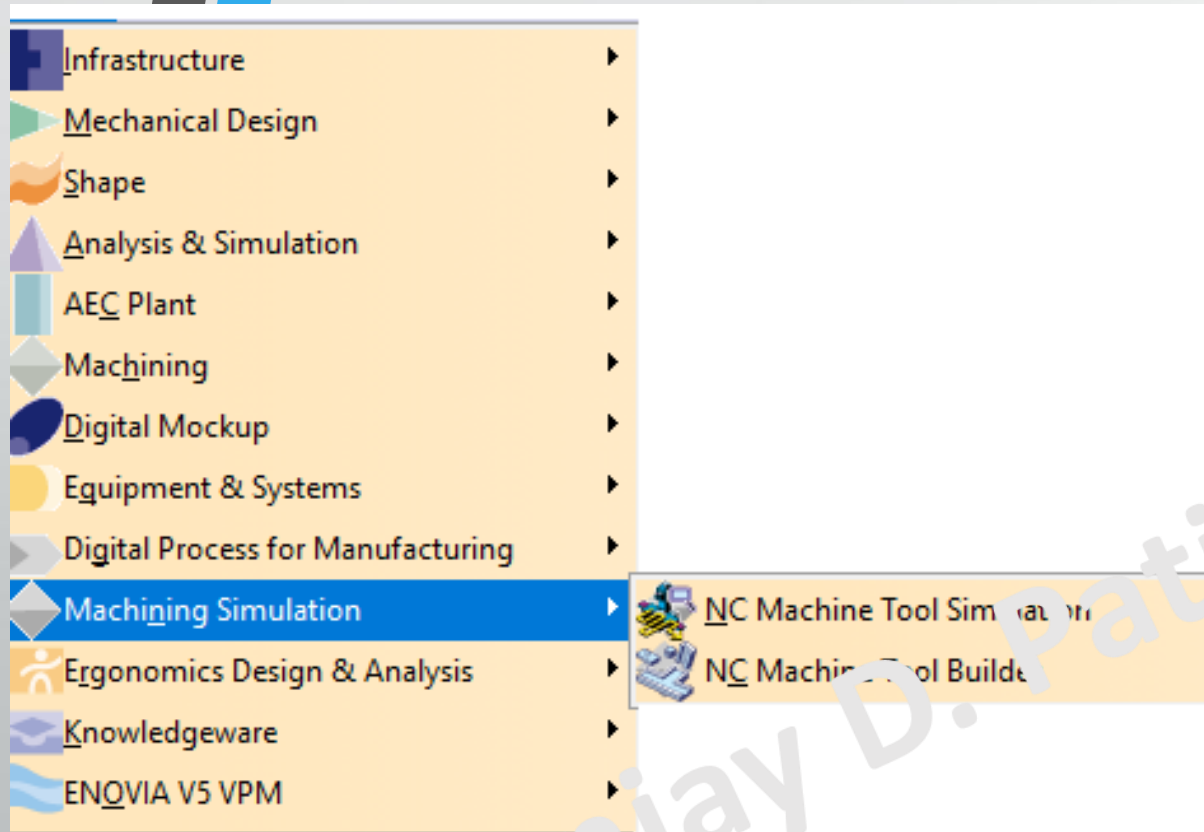 Infrastructure
Mechanical Design
Shape
Analysis & Simulation
AEC Plant
Machining
Digital Mockup
Equipment & Systems
Digital Process for Manufacturing
Machining Simulation
NC Machine Tool
NC Tool
Ergonomics Design & Analysis
Knowledgeware
ENOVIA V5 VPM
D.